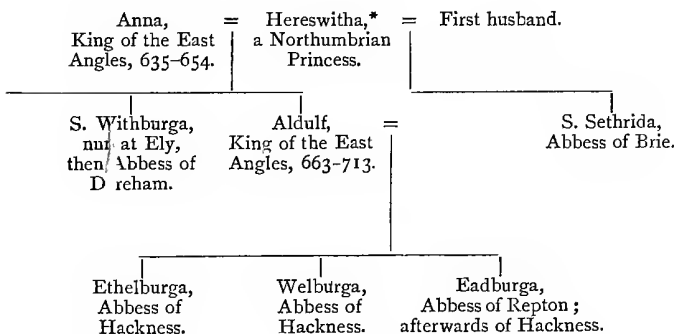 Anna,
King of the East
Angles, 635–654.
=
Hereswitha,*
a Northumbrian
Princess.
=
First husband.
S. Withburga,
nun at Ely,
then Abbess of
D reham.
Aldulf,
King of the East
Angles, 663–713.
=
S. Sethrida,
Abbess of Brie.
Ethelburga,
Abbess of
Hackness.
Welburga,
Abbess of
Hackness.
Eadburga,
Abbess of Repton;
afterwards of Hackness.